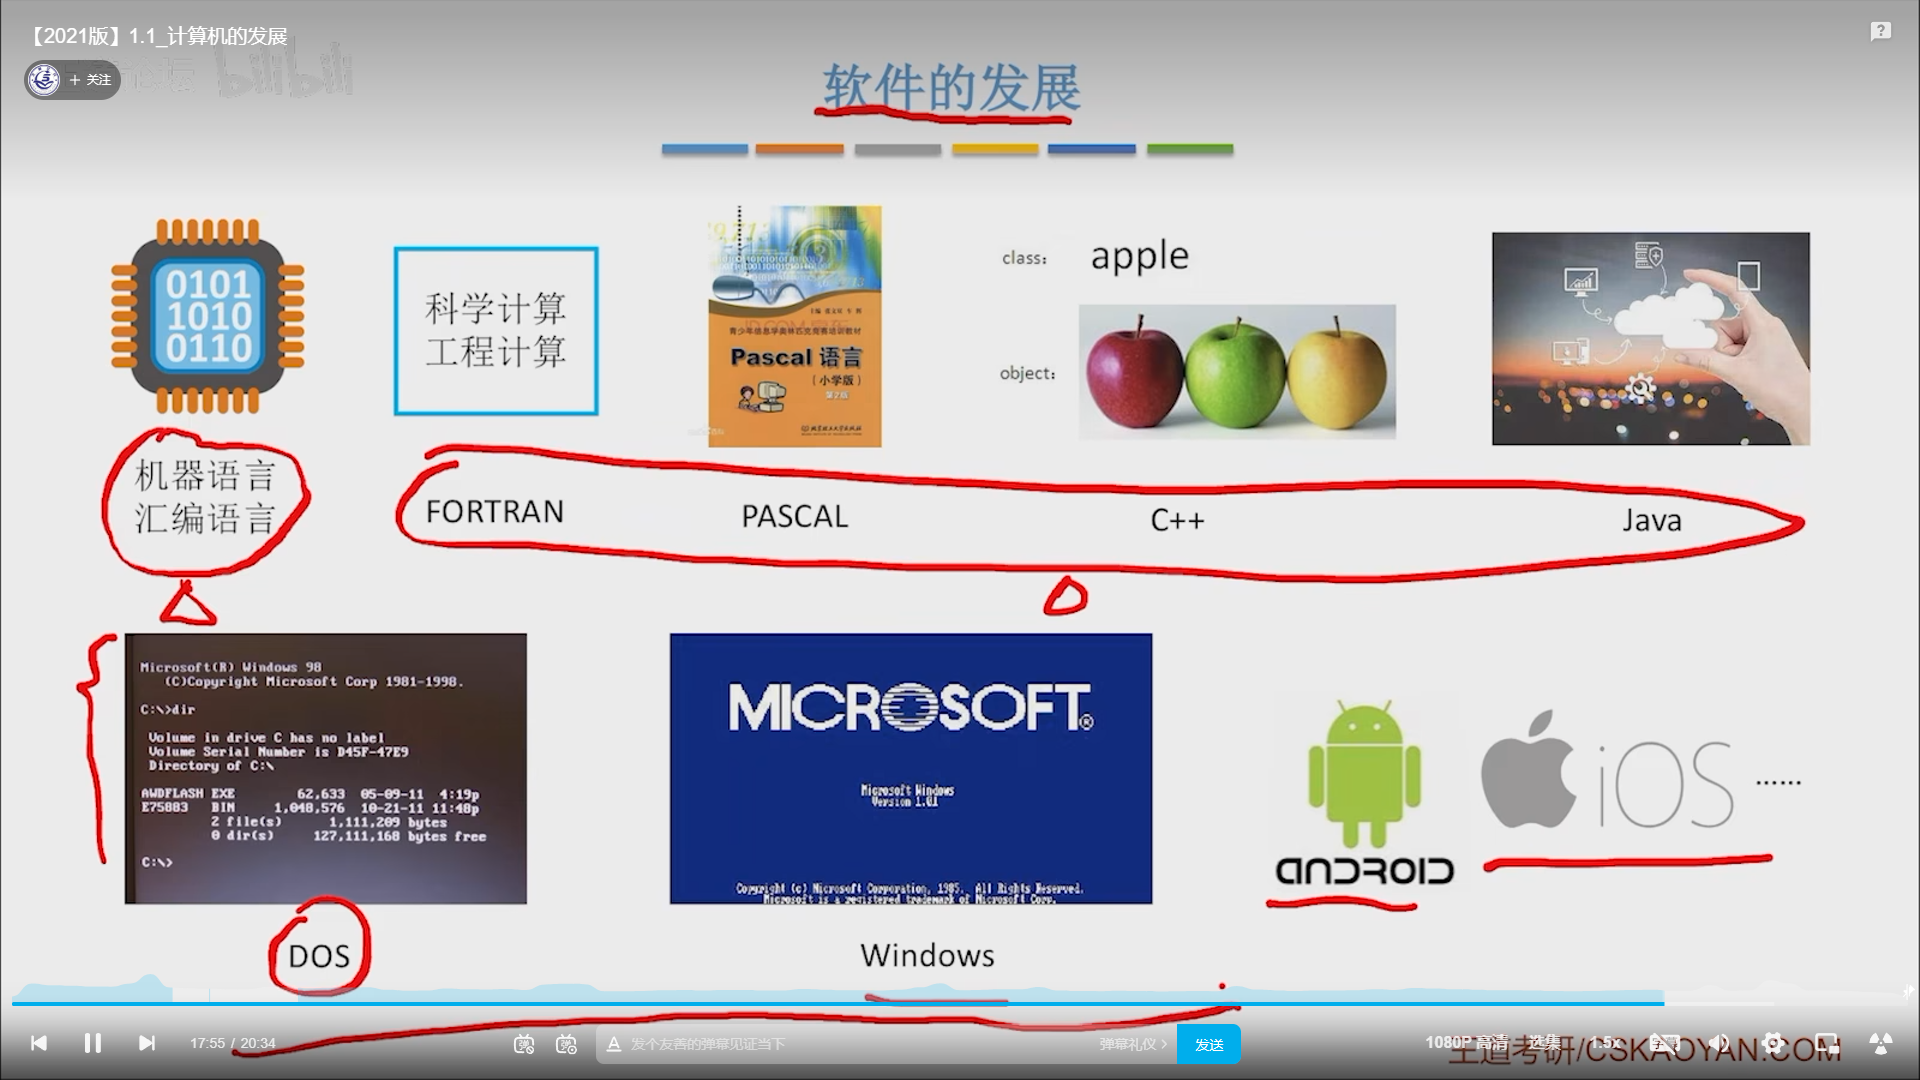 【2021版】1.1_计算机的发展
+ 关注
bilibili
软件的发展
0101
1010
0110
科学计算
工程计算
青少年信息学奥林匹克竞赛培训教材
Pascal 语言
(小学版)
第2版
class:
apple
object:
机器语言
汇编语言
FORTRAN
PASCAL
C++
Java
Microsoft(R) Windows 98
(C)Copyright Microsoft Corp 1981-1998.
C:\>dir
Volume in drive C has no label
Volume Serial Number is D45F-47E9
Directory of C:\
AWDFLASH EXE 62,633 05-09-11 4:19p
E75883 BIN 1,048,576 10-21-11 11:48p
2 file(s) 1,111,209 bytes
0 dir(s) 127,111,168 bytes free
C:\>
MICROSOFT®
Microsoft Windows
Version 1.01
Copyright (c) Microsoft Corporation, 1985. All Rights Reserved.
Microsoft is a registered trademark of Microsoft Corp.
ANDROID
iOS
......
DOS
Windows
17:55 / 20:34
弹
弹
A 发个友善的弹幕见证当下
弹幕礼仪 >
发送
1080P 高清
选集
1.5x
王道考研/CSKAOYAN.COM